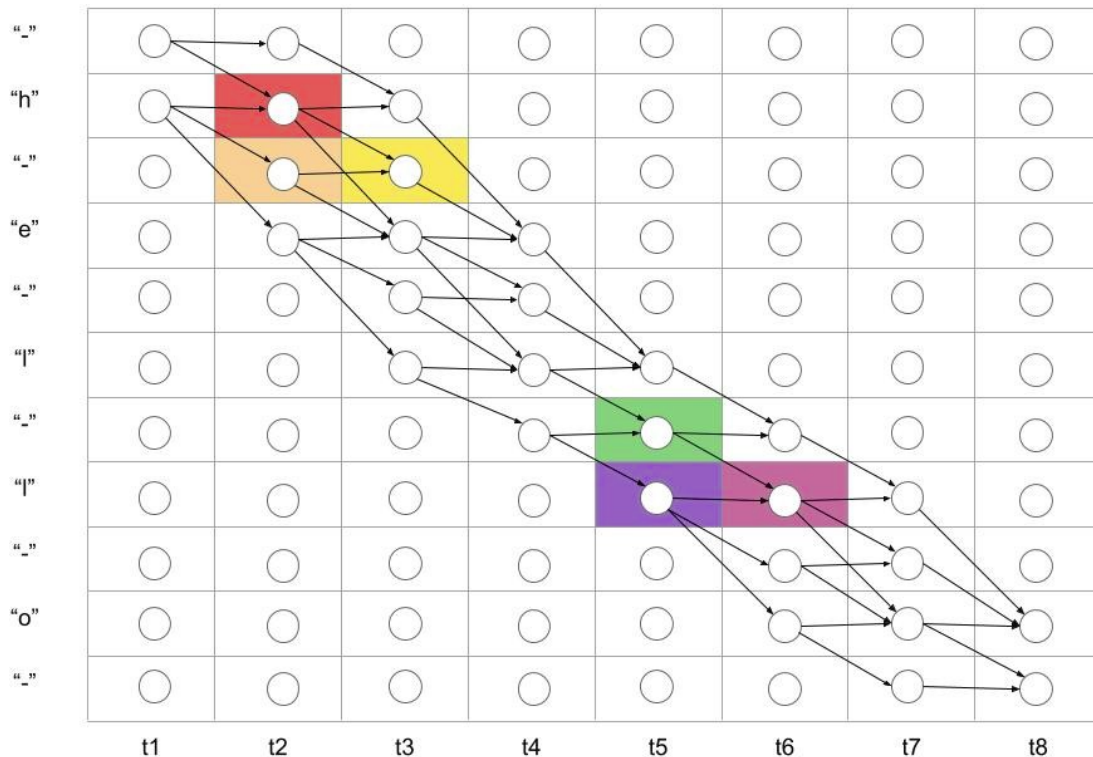 “-”
“h”
“-”
“e”
“-”
“l”
“-”
“l”
“-”
“o”
“-”
t1 t2 t3 t4 t5 t6 t7 t8